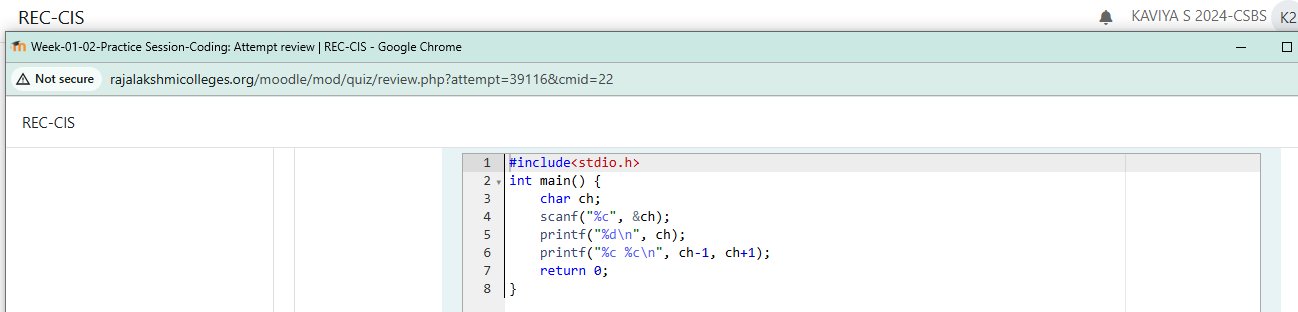 REC-CIS
KAVIYA S 2024-CSBS K2
Week-01-02-Practice Session-Coding: Attempt review | REC-CIS - Google Chrome
Not secure rajalakshmicolleges.org/moodle/mod/quiz/review.php?attempt=39116&cmid=22
REC-CIS
1 #include<stdio.h>
2 int main() {
3 char ch;
4 scanf("%c", &ch);
5 printf("%d\n", ch);
6 printf("%c %c\n", ch-1, ch+1);
7 return 0;
8 }